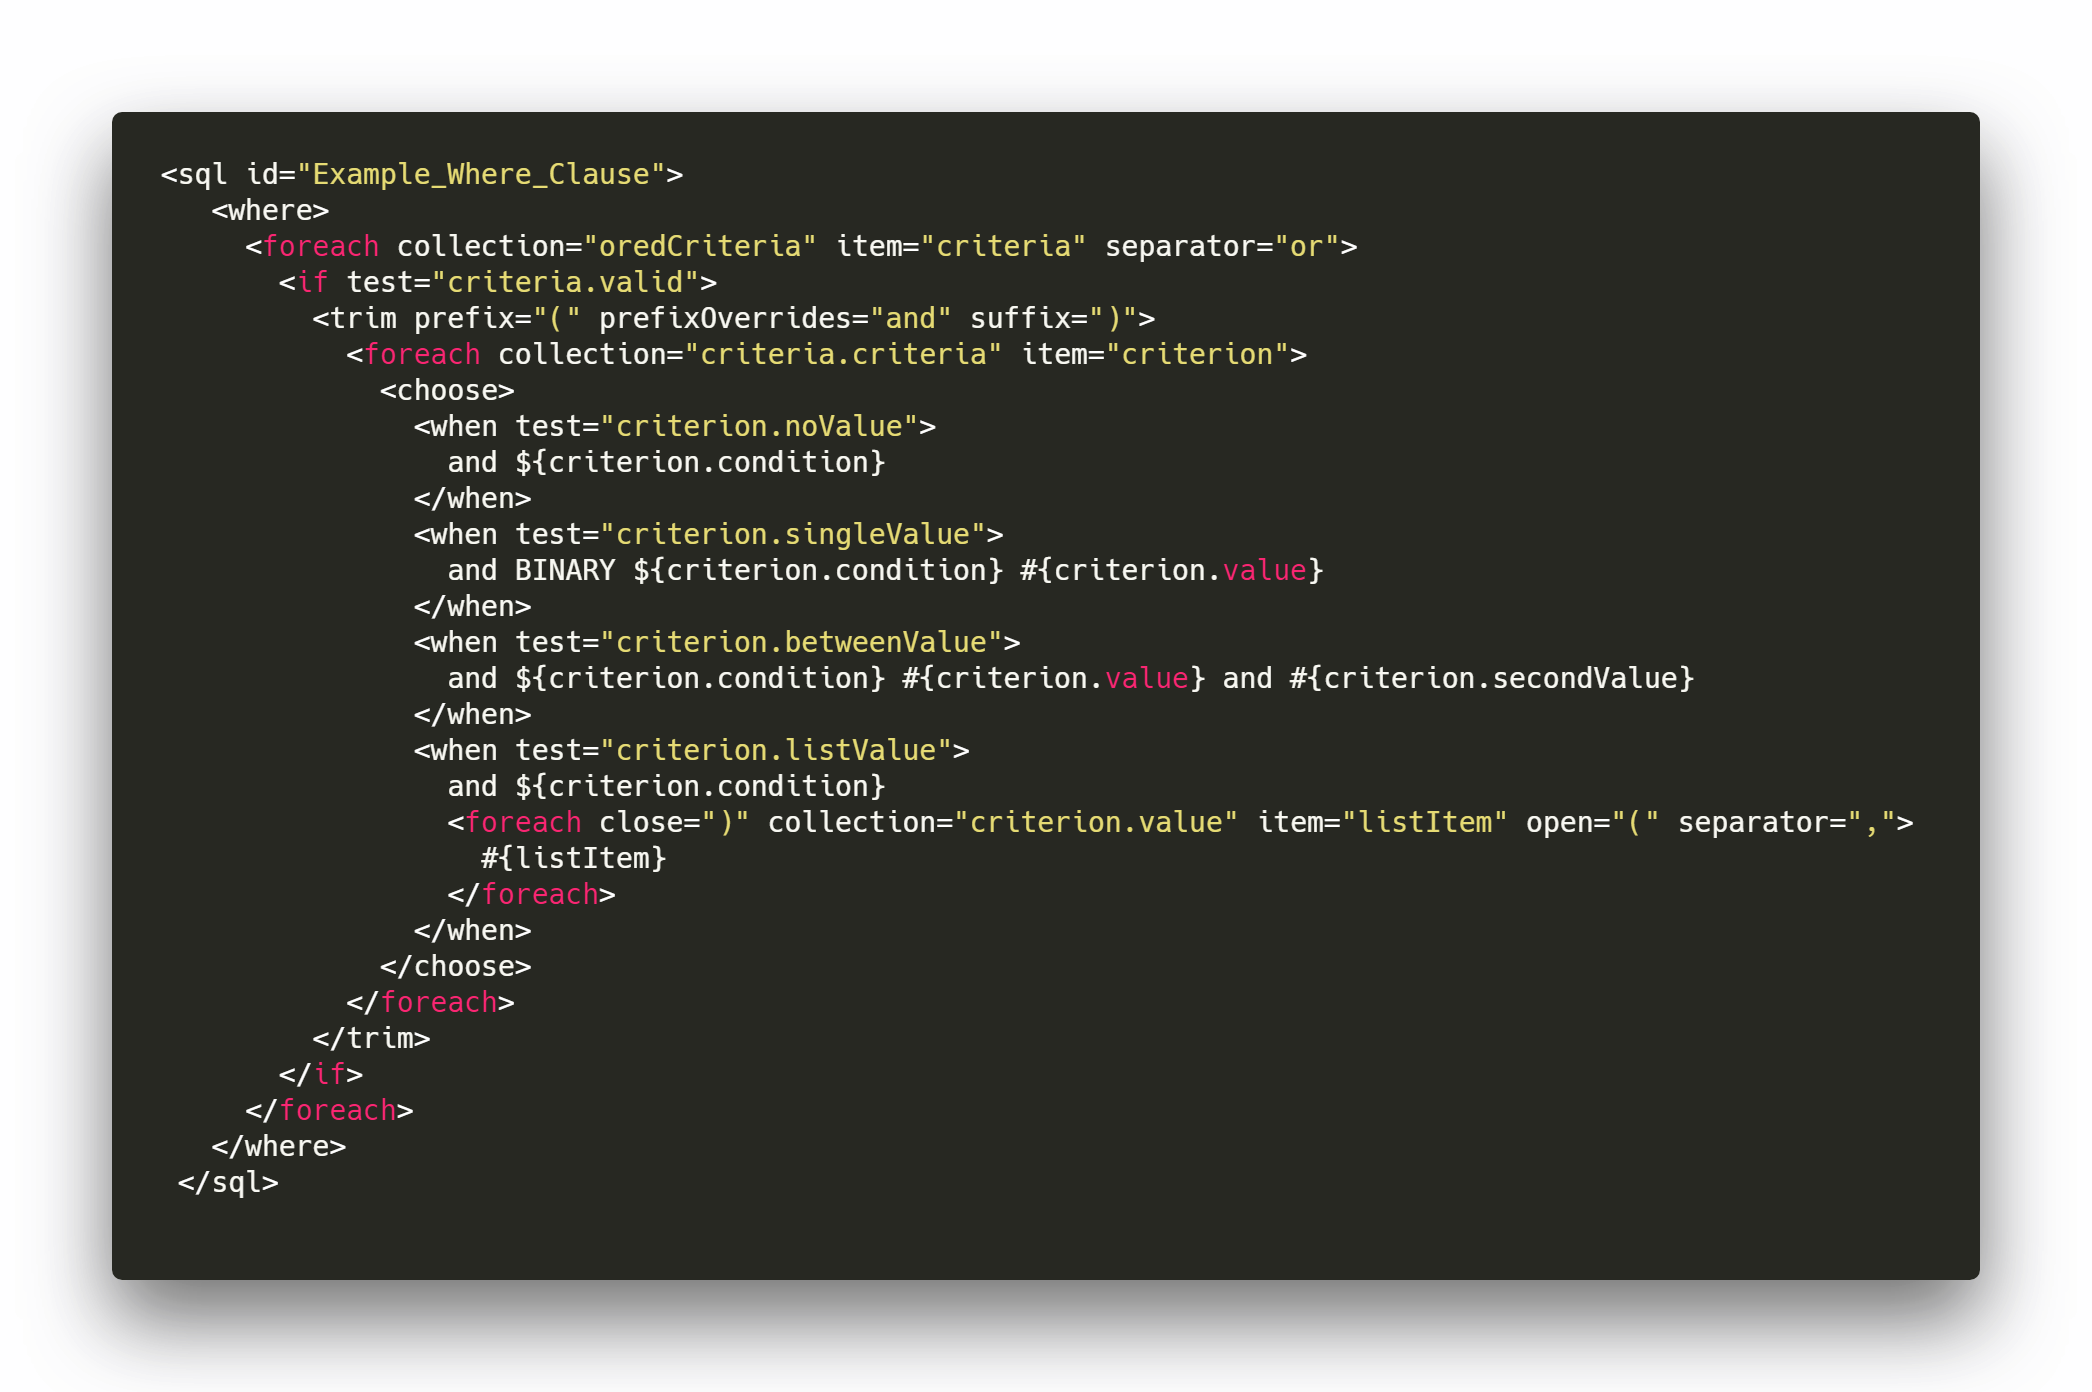 <sql id="Example_Where_Clause">
<where>
<foreach collection="oredCriteria" item="criteria" separator="or">
<if test="criteria.valid">
<trim prefix="(" prefixOverrides="and" suffix=")">
<foreach collection="criteria.criteria" item="criterion">
<choose>
<when test="criterion.noValue">
and ${criterion.condition}
</when>
<when test="criterion.singleValue">
and BINARY ${criterion.condition} #{criterion.value}
</when>
<when test="criterion.betweenValue">
and ${criterion.condition} #{criterion.value} and #{criterion.secondValue}
</when>
<when test="criterion.listValue">
and ${criterion.condition}
<foreach close=")" collection="criterion.value" item="listItem" open="(" separator=",">
#{listItem}
</foreach>
</when>
</choose>
</foreach>
</trim>
</if>
</foreach>
</where>
</sql>